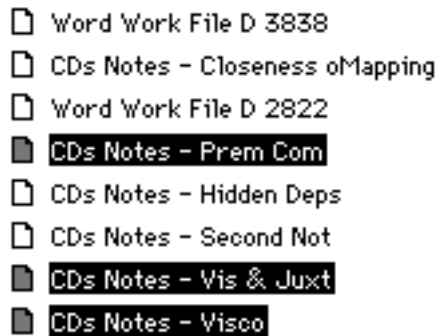 Word Work File D 3838
CDs Notes - Closeness oMapping
Word Work File D 2822
CDs Notes - Prem Com
CDs Notes - Hidden Deps
CDs Notes - Second Not
CDs Notes - Vis & Juxt
CDs Notes - Visco